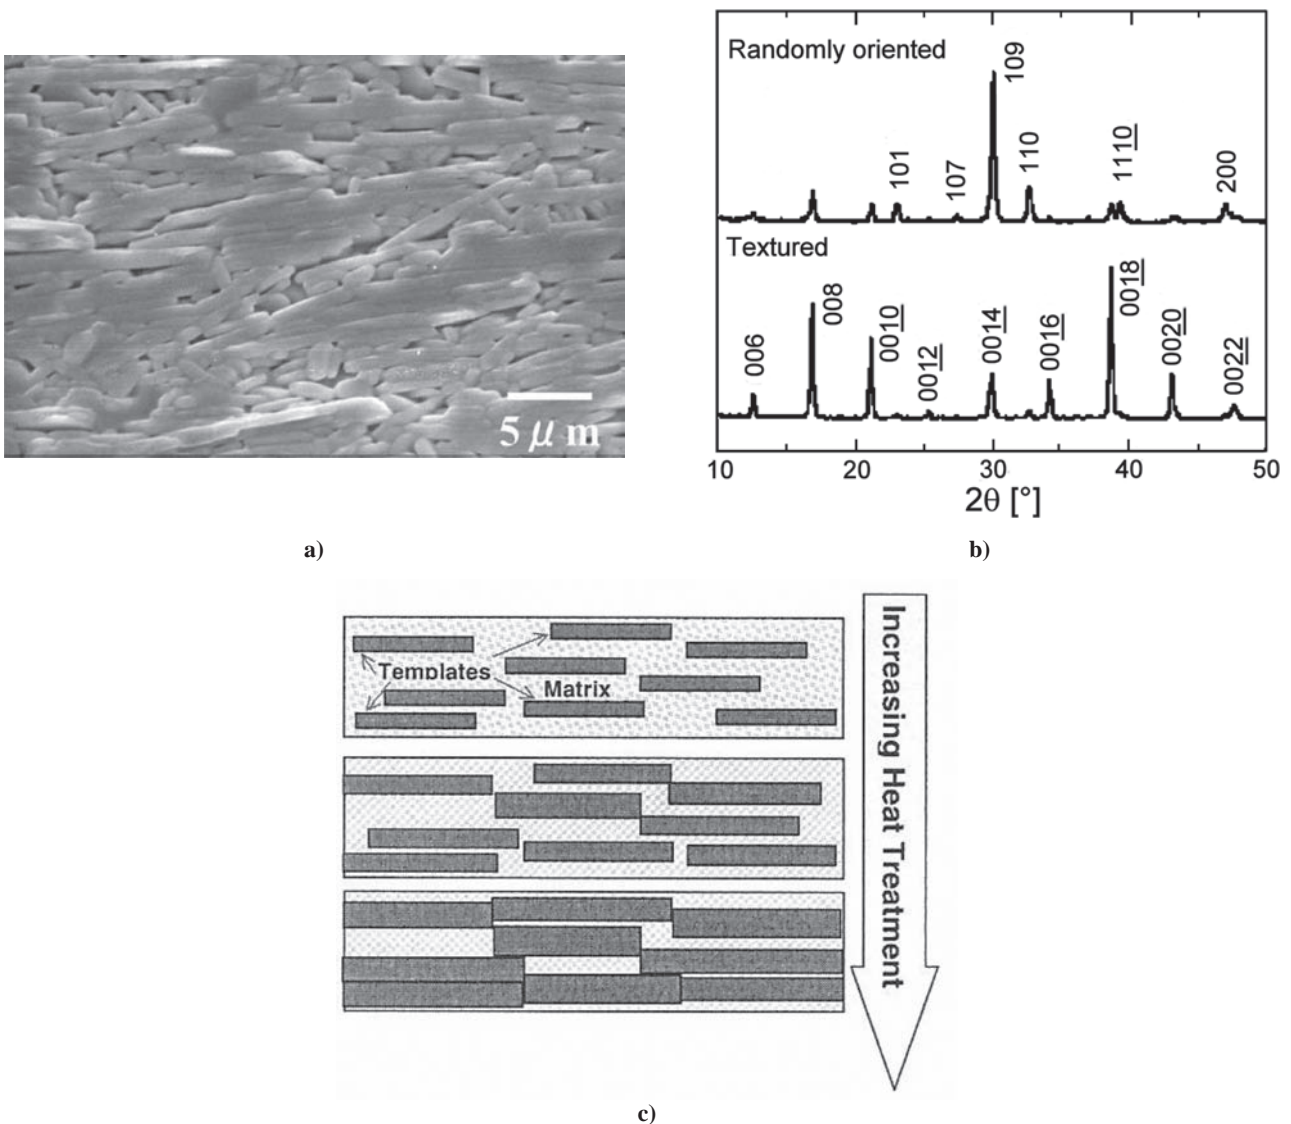 5 μ m
a)
Randomly oriented
101
107
109
110
1110
200
Textured
006
008
0010
0012
0014
0016
0018
0020
0022
10 20 30 40 50
2θ [°]
b)
Templates
Matrix
Increasing Heat Treatment
c)